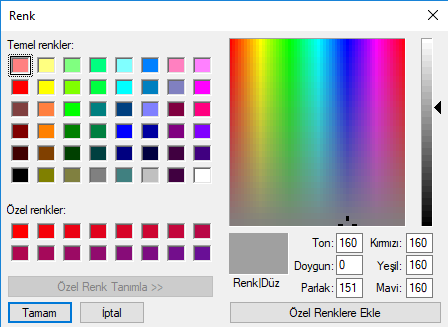 Renk
Temel renkler:
Özel renkler:
Özel Renk Tanımla >>
Tamam
İptal
Renk|Düz
Ton: 160
Doygun: 0
Parlak: 151
Kırmızı: 160
Yeşil: 160
Mavi: 160
Özel Renklere Ekle